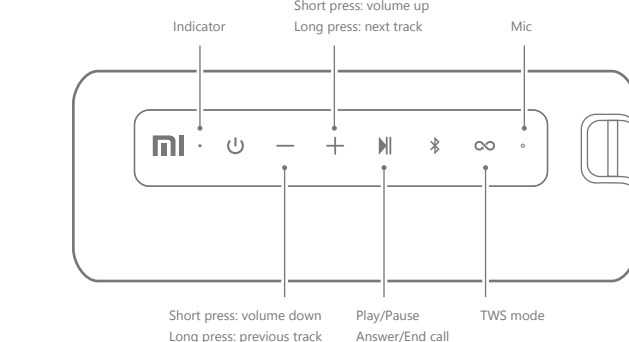 Short press: volume up
Indicator
Long press: next track
Mic
mi
Short press: volume down
Long press: previous track
Play/Pause
Answer/End call
TWS mode